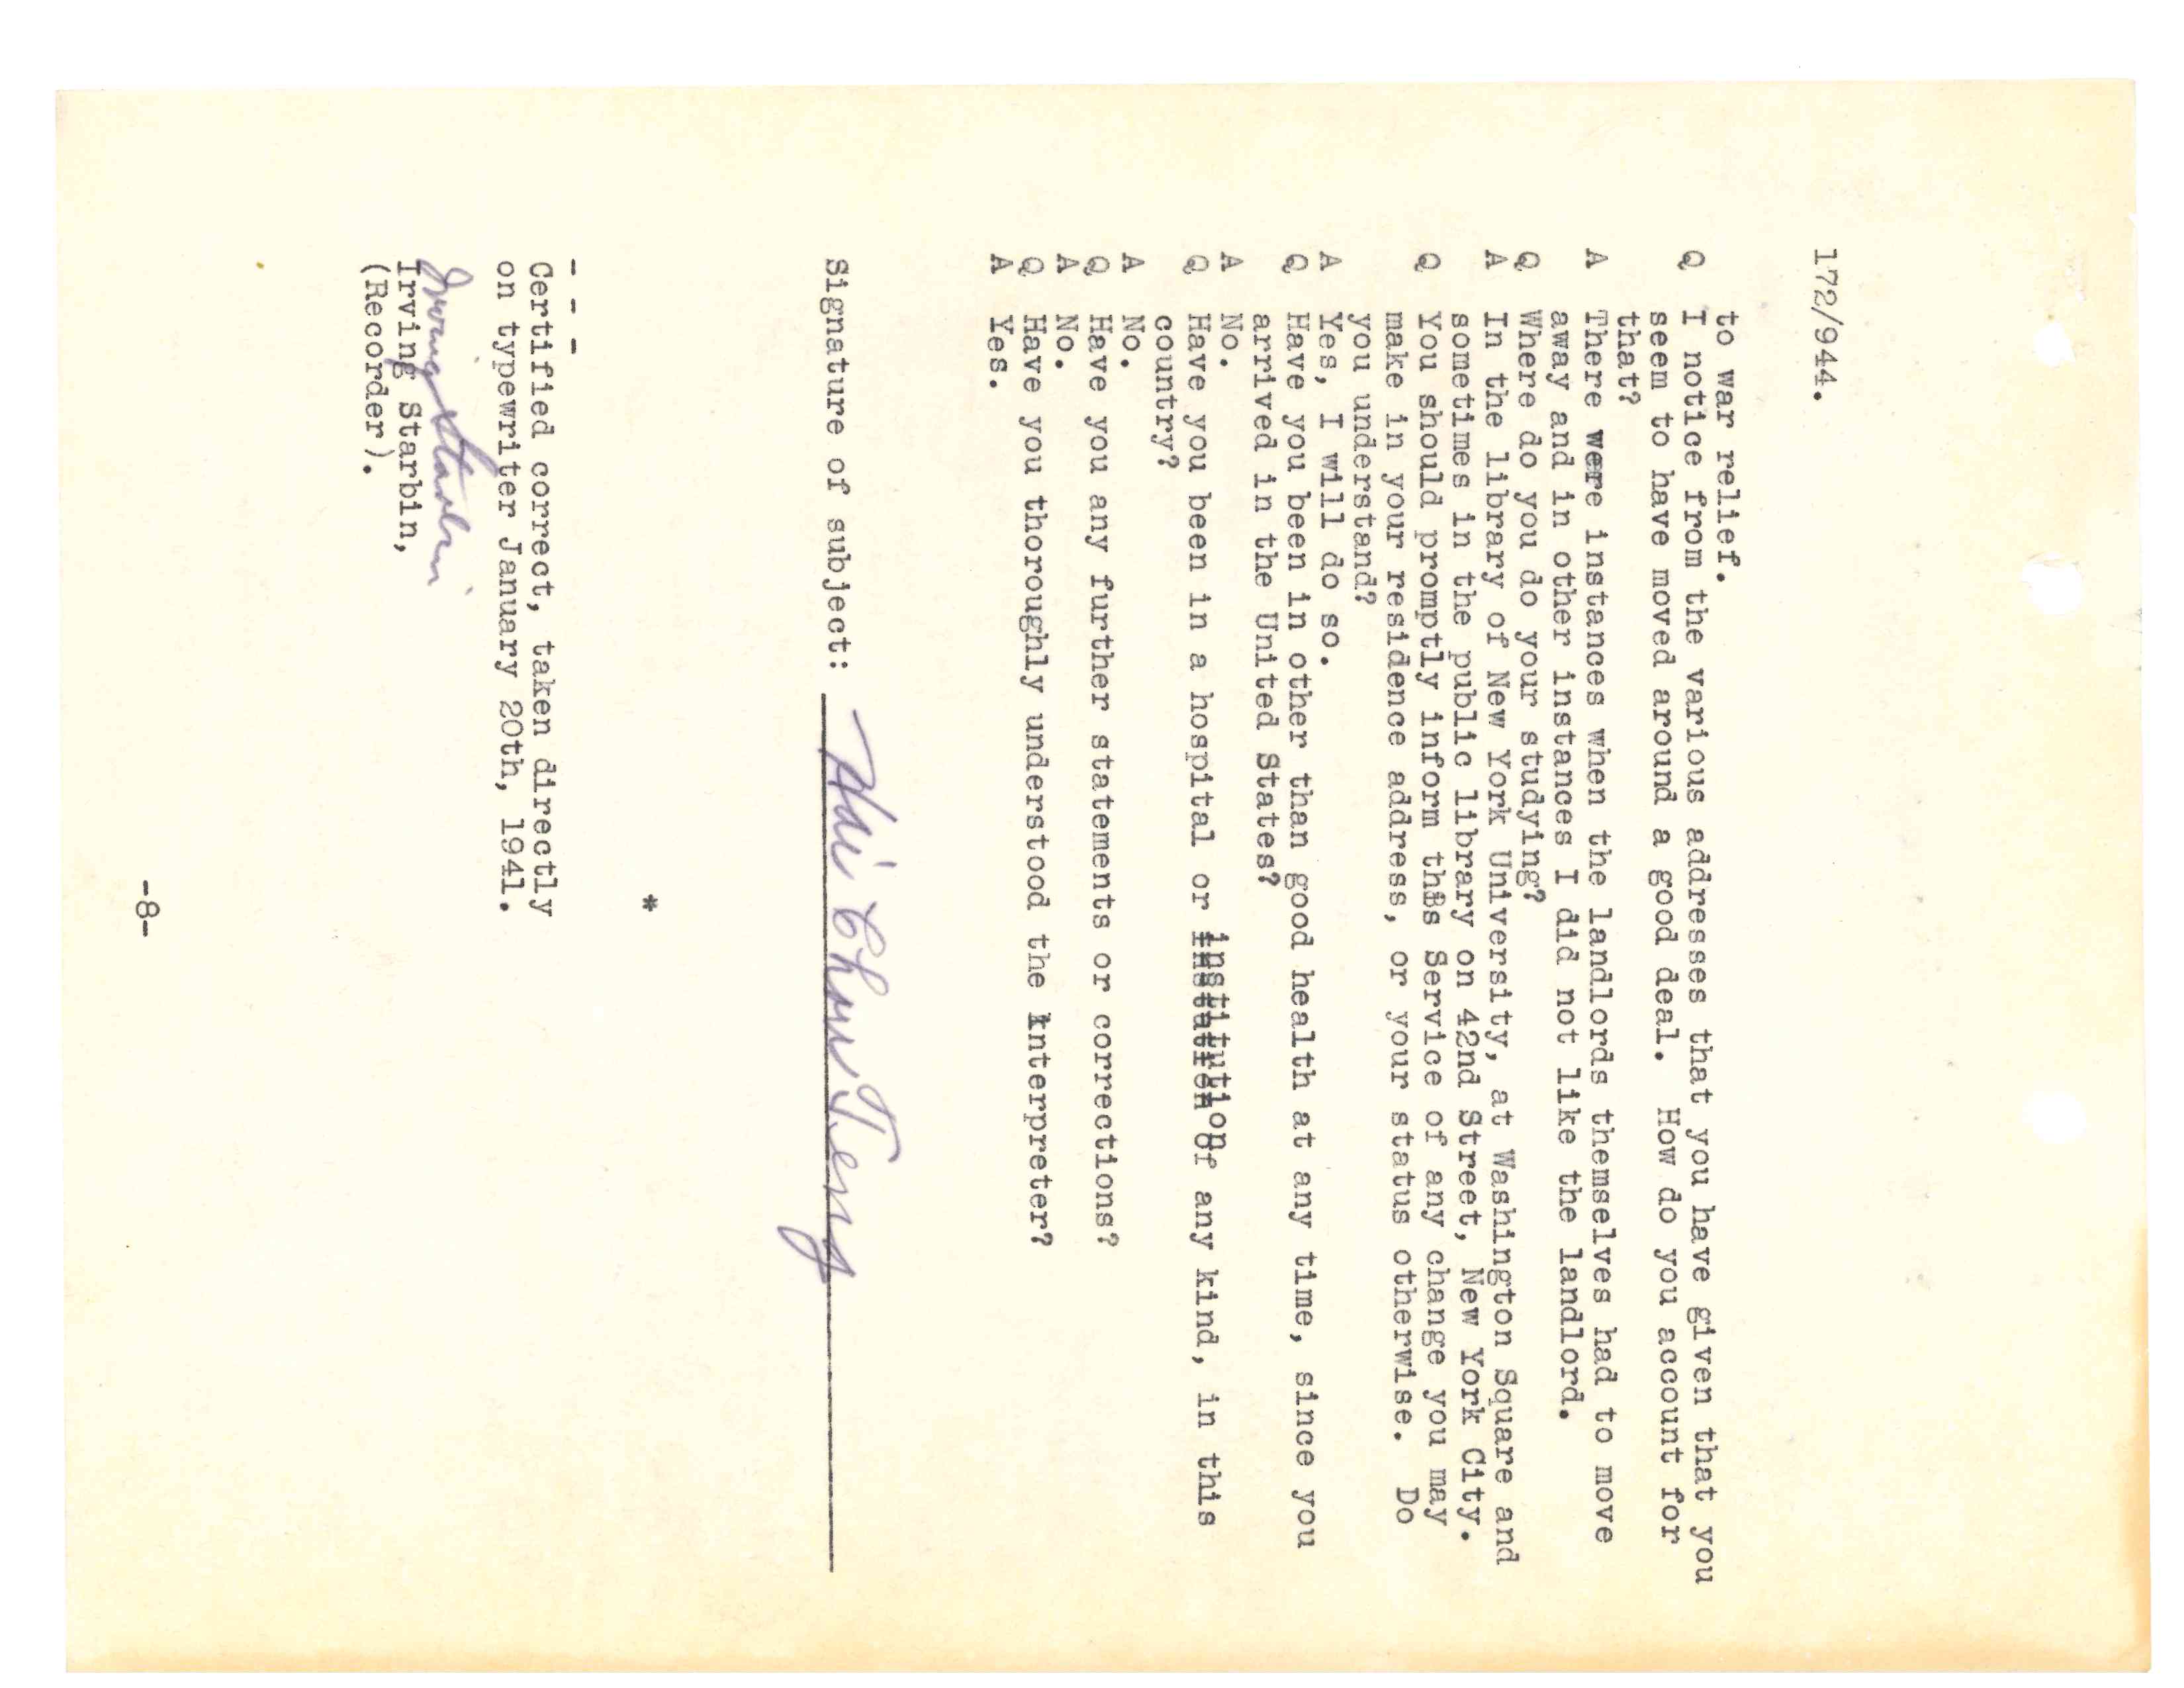 172/944.
to war relief.
Q I notice from the various addresses that you have given that you
seem to have moved around a good deal. How do you account for
that?
A There were instances when the landlords themselves had to move
away and in other instances I did not like the landlord.
Q Where do you do your studying?
A In the library of New York University, at Washington Square and
sometimes in the public library on 42nd Street, New York City.
Q You should promptly inform this Service of any change you may
make in your residence address, or your status otherwise. Do
you understand?
A Yes, I will do so.
Q Have you been in other than good health at any time, since you
arrived in the United States?
A No.
Q Have you been in a hospital or institution of any kind, in this
country?
A No.
Q Have you any further statements or corrections?
A No.
Q Have you thoroughly understood the interpreter?
A Yes.
Signature of subject: Hai Chou Teng
*
- - -
Certified correct, taken directly
on typewriter January 20th, 1941.
Irving Starbin
Irving Starbin,
(Recorder).
-8-